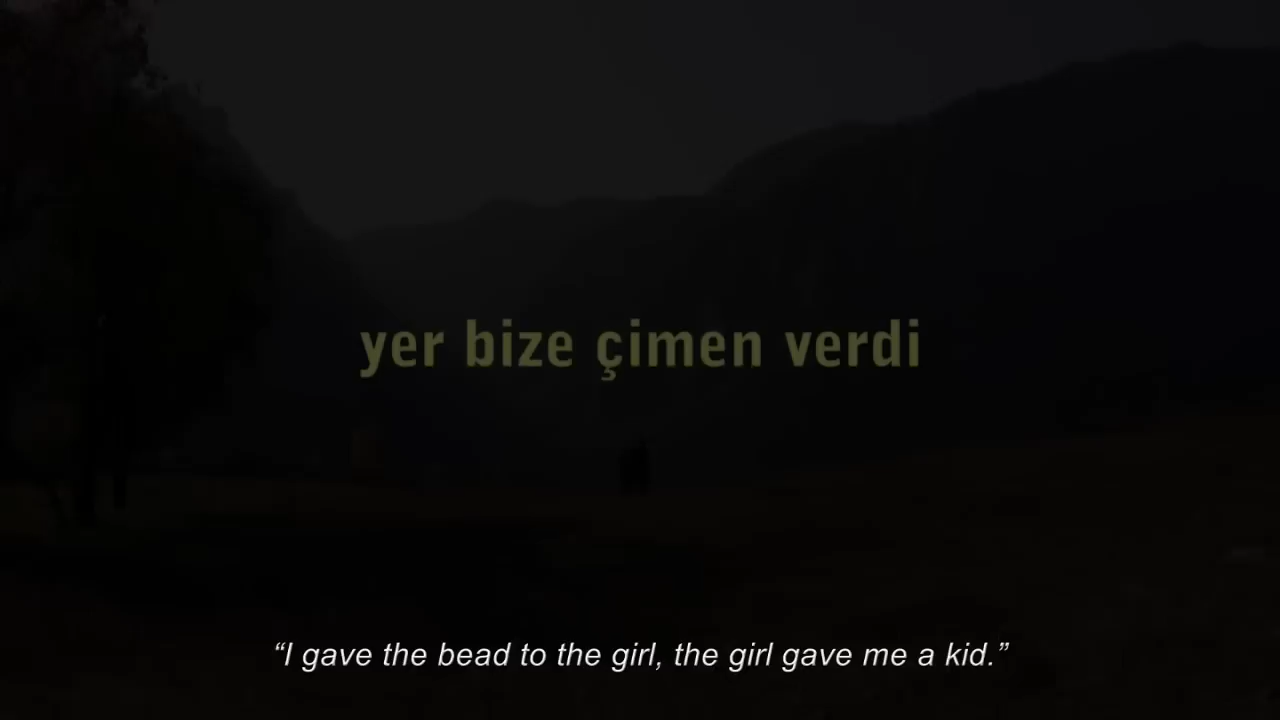 yer bize çimen verdi
“I gave the bead to the girl, the girl gave me a kid.”